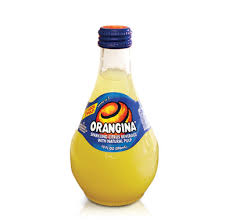 ORANGINA
SPARKLING CITRUS BEVERAGE
WITH NATURAL PULP